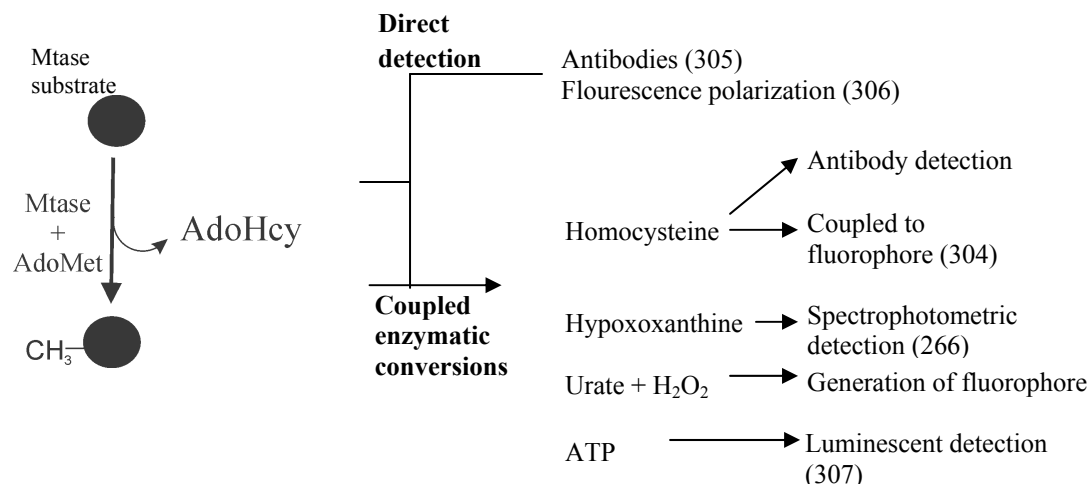 Mtase
substrate
Mtase
+
AdoMet
AdoHcy
CH₃
Direct
detection
Antibodies (305)
Flourescence polarization (306)
Coupled
enzymatic
conversions
Homocysteine
Antibody detection
Coupled to
fluorophore (304)
Hypoxoxanthine
Spectrophotometric
detection (266)
Urate + H₂O₂
Generation of fluorophore
ATP
Luminescent detection
(307)